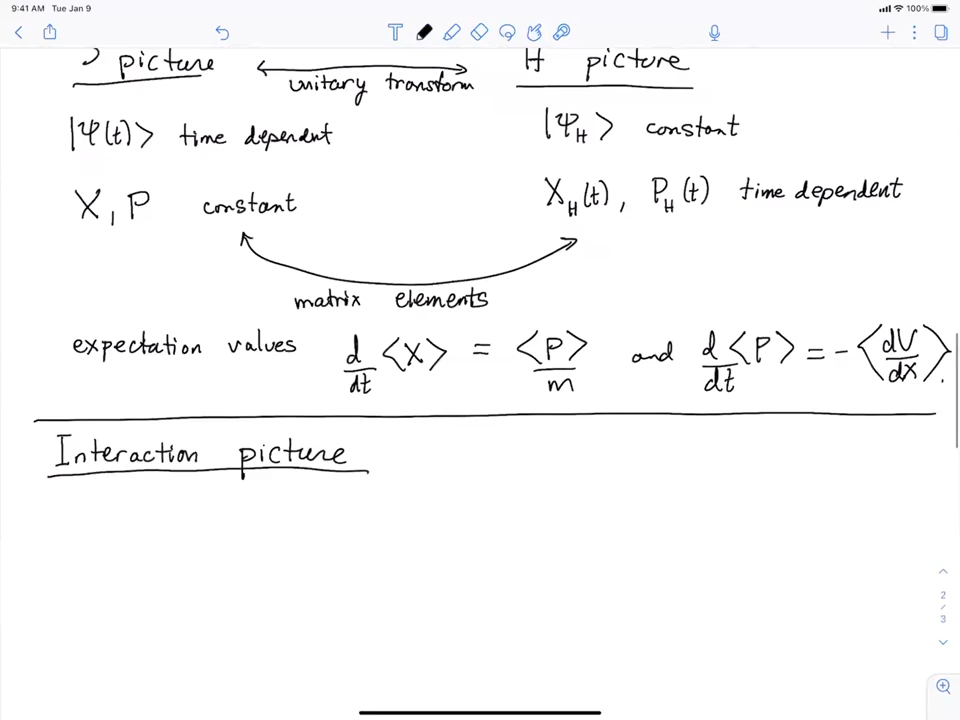 9:41 AM Tue Jan 9
100%
picture unitary transform H picture
|Ψ(t)> time dependent |Ψ_H> constant
X, P constant X_H(t), P_H(t) time dependent
matrix elements
expectation values d/dt <X> = <P>/m and d/dt <P> = - <dV/dx>.
Interaction picture
2
/
3